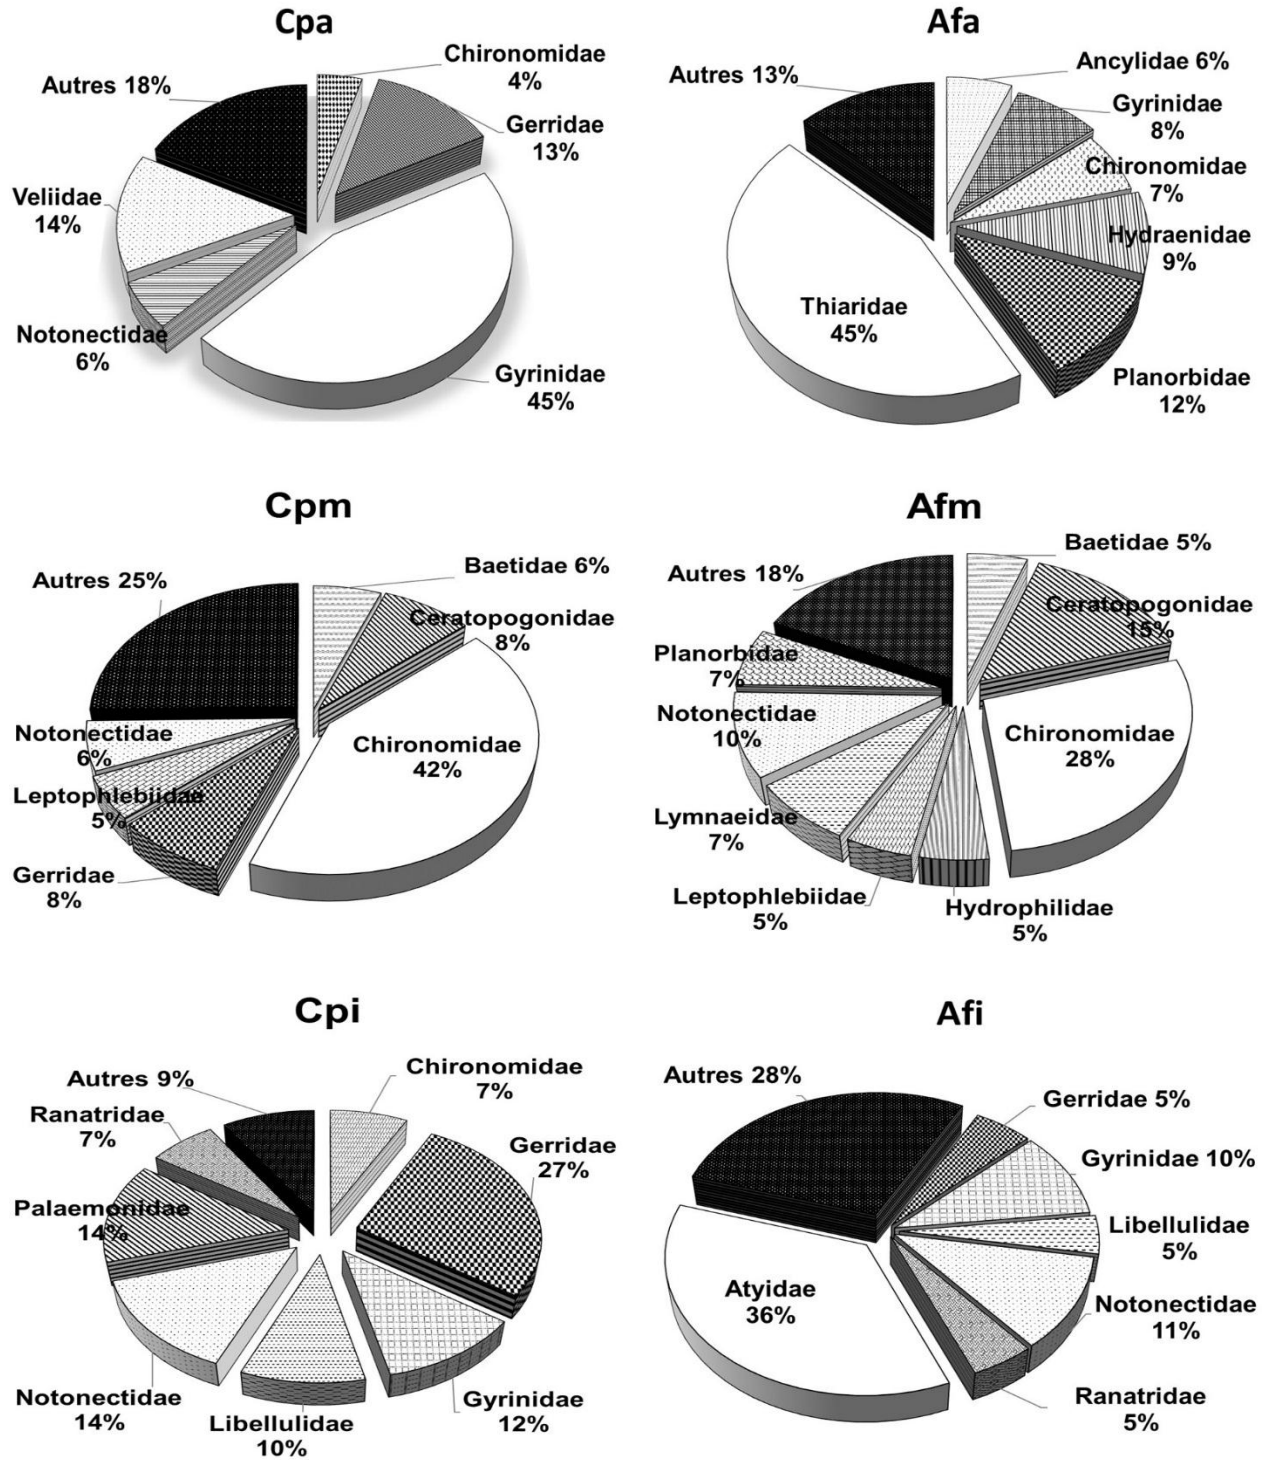 Cpa
Chironomidae
4%
Autres 18%
Gerridae
13%
Veliidae
14%
Notonectidae
6%
Gyrinidae
45%
Afa
Ancylidae 6%
Autres 13%
Gyrinidae
8%
Chironomidae
7%
Hydraenidae
9%
Thiaridae
45%
Planorbidae
12%
Cpm
Baetidae 6%
Autres 25%
Ceratopogonidae
8%
Notonectidae
6%
Chironomidae
42%
Leptophlebiidae
5%
Gerridae
8%
Afm
Baetidae 5%
Autres 18%
Ceratopogonidae
15%
Planorbidae
7%
Notonectidae
10%
Chironomidae
28%
Lymnaeidae
7%
Leptophlebiidae
5%
Hydrophilidae
5%
Cpi
Chironomidae
7%
Autres 9%
Ranatridae
7%
Gerridae
27%
Palaemonidae
14%
Notonectidae
14%
Libellulidae
10%
Gyrinidae
12%
Afi
Autres 28%
Gerridae 5%
Gyrinidae 10%
Libellulidae
5%
Atyidae
36%
Notonectidae
11%
Ranatridae
5%